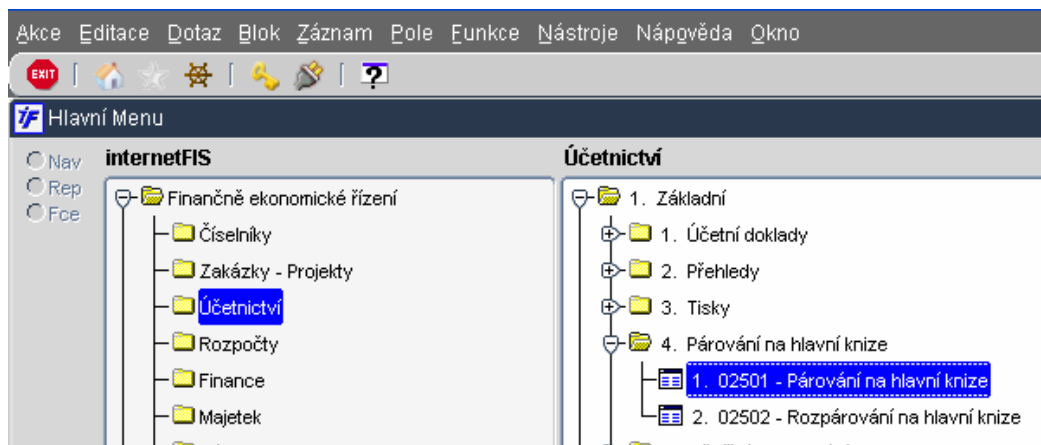 Akce Editace Dotaz Blok Záznam Pole Funkce Nástroje Nápověda Okno
EXIT ?
iF Hlavní Menu
Nav
Rep
Fce
internetFIS
Finančně ekonomické řízení
Číselníky
Zakázky - Projekty
Účetnictví
Rozpočty
Finance
Majetek
Účetnictví
1. Základní
1. Účetní doklady
2. Přehledy
3. Tisky
4. Párování na hlavní knize
1. 02501 - Párování na hlavní knize
2. 02502 - Rozpárování na hlavní knize